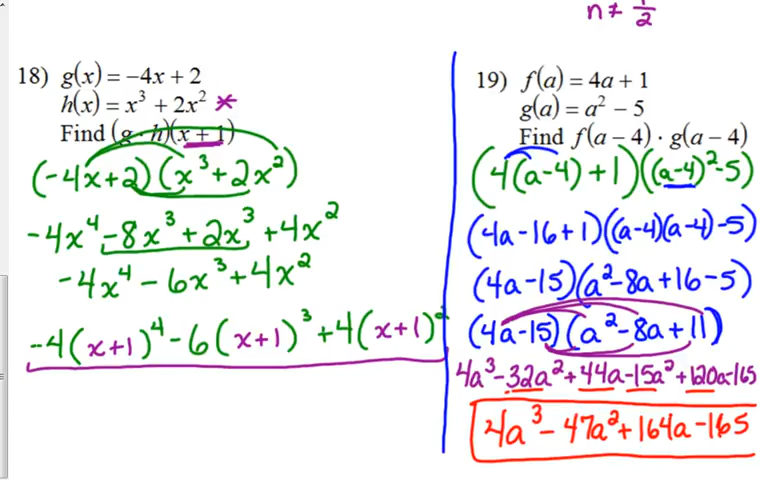 n ≠ 1/2
18) g(x) = −4x + 2
h(x) = x³ + 2x² *
Find (g · h)(x + 1)
(-4x+2)(x³+2x²)
-4x⁴-8x³+2x³+4x²
-4x⁴-6x³+4x²
-4(x+1)⁴-6(x+1)³+4(x+1)²
19) f(a) = 4a + 1
g(a) = a² − 5
Find f(a − 4) · g(a − 4)
(4(a-4)+1)((a-4)²-5)
(4a-16+1)((a-4)(a-4)-5)
(4a-15)(a²-8a+16-5)
(4a-15)(a²-8a+11)
4a³-32a²+44a-15a²+120a-165
4a³-47a²+164a-165